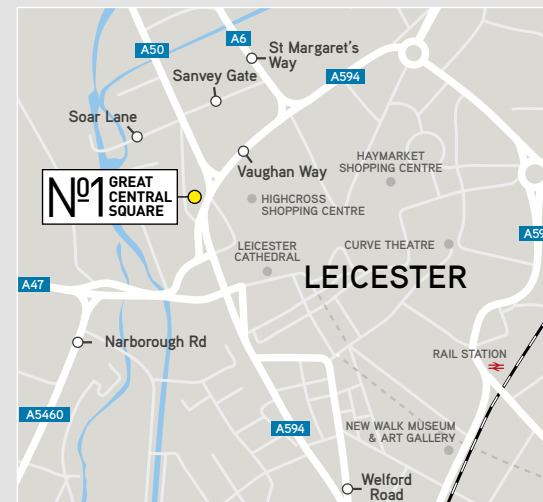 A6
St Margaret's
Way
A50
Sanvey Gate
A594
Soar Lane
Vaughan Way
HAYMARKET
SHOPPING CENTRE
Nº1 GREAT
CENTRAL
SQUARE
HIGHCROSS
SHOPPING CENTRE
A59
LEICESTER
CATHEDRAL
CURVE THEATRE
LEICESTER
A47
Narborough Rd
RAIL STATION
A5460
A594
NEW WALK MUSEUM
& ART GALLERY
Welford
Road